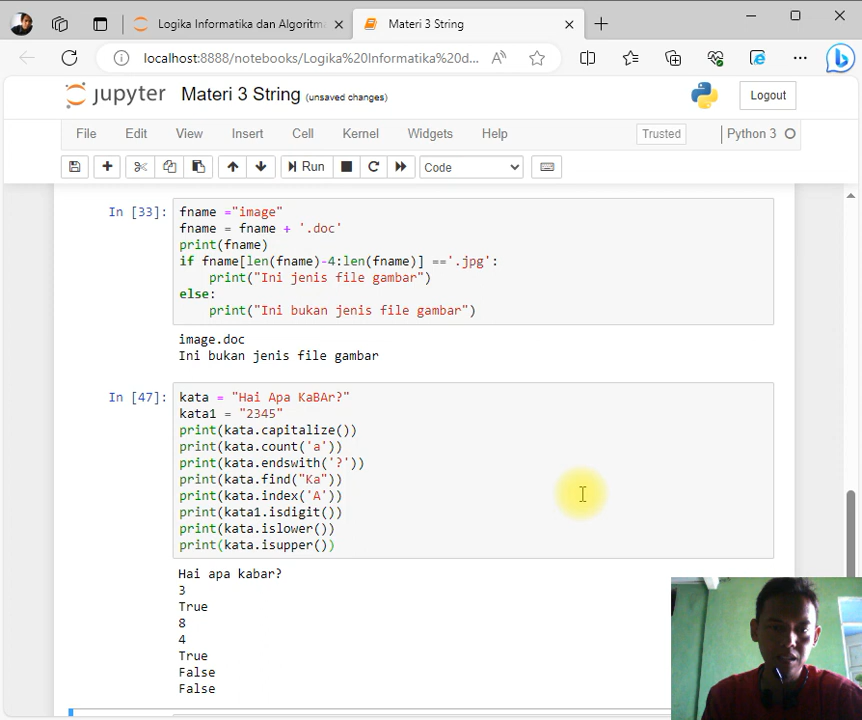 Logika Informatika dan Algoritm
Materi 3 String
localhost:8888/notebooks/Logika%20Informatika%20d...
jupyter Materi 3 String (unsaved changes)
Logout
File Edit View Insert Cell Kernel Widgets Help
Trusted Python 3
Run
Code
In [33]:
fname ="image"
fname = fname + '.doc'
print(fname)
if fname[len(fname)-4:len(fname)] =='.jpg':
    print("Ini jenis file gambar")
else:
    print("Ini bukan jenis file gambar")
image.doc
Ini bukan jenis file gambar
In [47]:
kata = "Hai Apa KaBAr?"
kata1 = "2345"
print(kata.capitalize())
print(kata.count('a'))
print(kata.endswith('?'))
print(kata.find("Ka"))
print(kata.index('A'))
print(kata1.isdigit())
print(kata.islower())
print(kata.isupper())
Hai apa kabar?
3
True
8
4
True
False
False